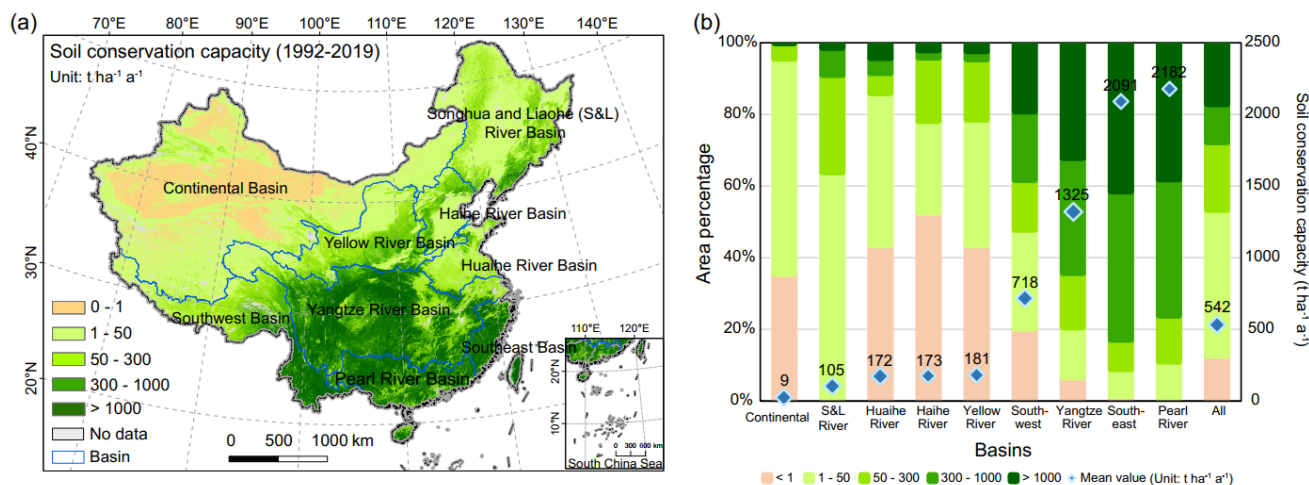 (a)
70°E 80°E 90°E 100°E 110°E 120°E 130°E 140°E
Soil conservation capacity (1992-2019)
Unit: t ha⁻¹ a⁻¹
40°N
30°N
20°N
Songhua and Liaohe (S&L)
River Basin
Continental Basin
Haihe River Basin
Yellow River Basin
Huaihe River Basin
Yangtze River Basin
Southwest Basin
Southeast Basin
Pearl River Basin
0 - 1
1 - 50
50 - 300
300 - 1000
> 1000
No data
Basin
0 500 1000 km
110°E 120°E
20°N
10°N
0 300 600 km
South China Sea
(b)
Area percentage
100%
80%
60%
40%
20%
0%
9
105
172
173
181
718
1325
2091
2182
542
2500
2000
1500
1000
500
0
Soil conservation capacity (t ha⁻¹ a⁻¹)
Continental
S&L
River
Huaihe
River
Haihe
River
Yellow
River
South-
west
Yangtze
River
South-
east
Pearl
River
All
Basins
< 1 1 - 50 50 - 300 300 - 1000 > 1000 Mean value (Unit: t ha⁻¹ a⁻¹)